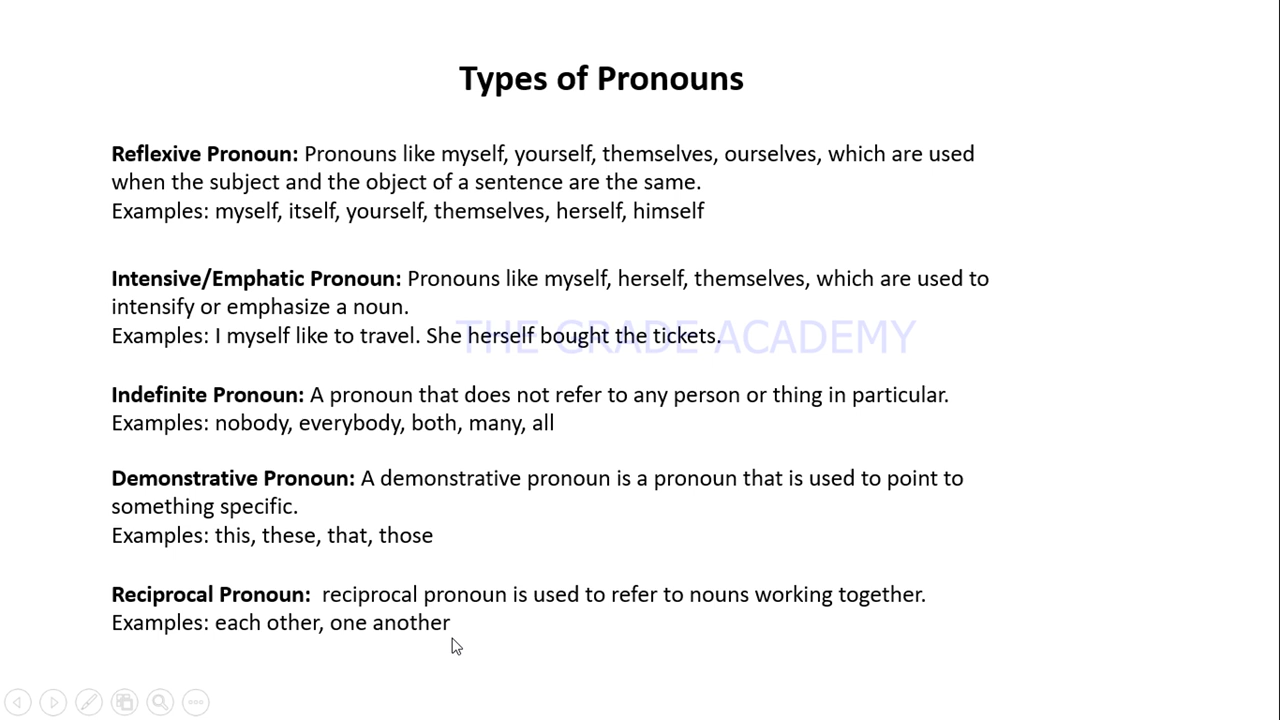 Types of Pronouns
Reflexive Pronoun: Pronouns like myself, yourself, themselves, ourselves, which are used
when the subject and the object of a sentence are the same.
Examples: myself, itself, yourself, themselves, herself, himself
Intensive/Emphatic Pronoun: Pronouns like myself, herself, themselves, which are used to
intensify or emphasize a noun.
Examples: I myself like to travel. She herself bought the tickets.
THE GRADE ACADEMY
Indefinite Pronoun: A pronoun that does not refer to any person or thing in particular.
Examples: nobody, everybody, both, many, all
Demonstrative Pronoun: A demonstrative pronoun is a pronoun that is used to point to
something specific.
Examples: this, these, that, those
Reciprocal Pronoun:  reciprocal pronoun is used to refer to nouns working together.
Examples: each other, one another